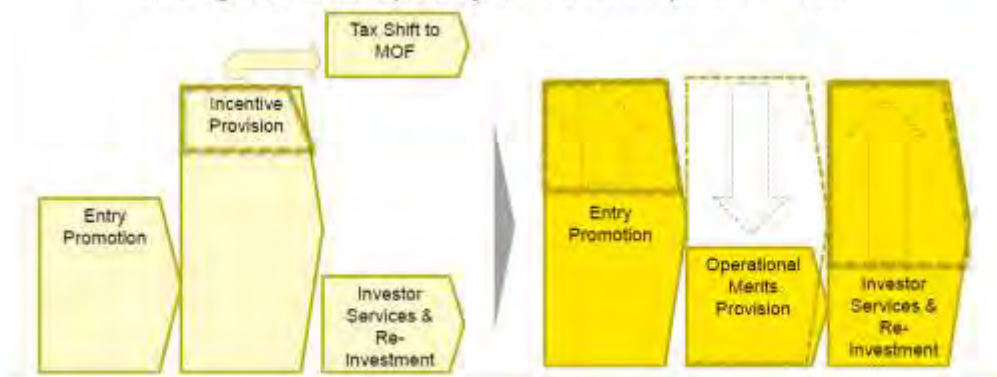 Tax Shift to
MOF
Incentive
Provision
Entry
Promotion
Investor
Services &
Re-
Investment
Entry
Promotion
Operational
Merits
Provision
Investor
Services &
Re-
Investment